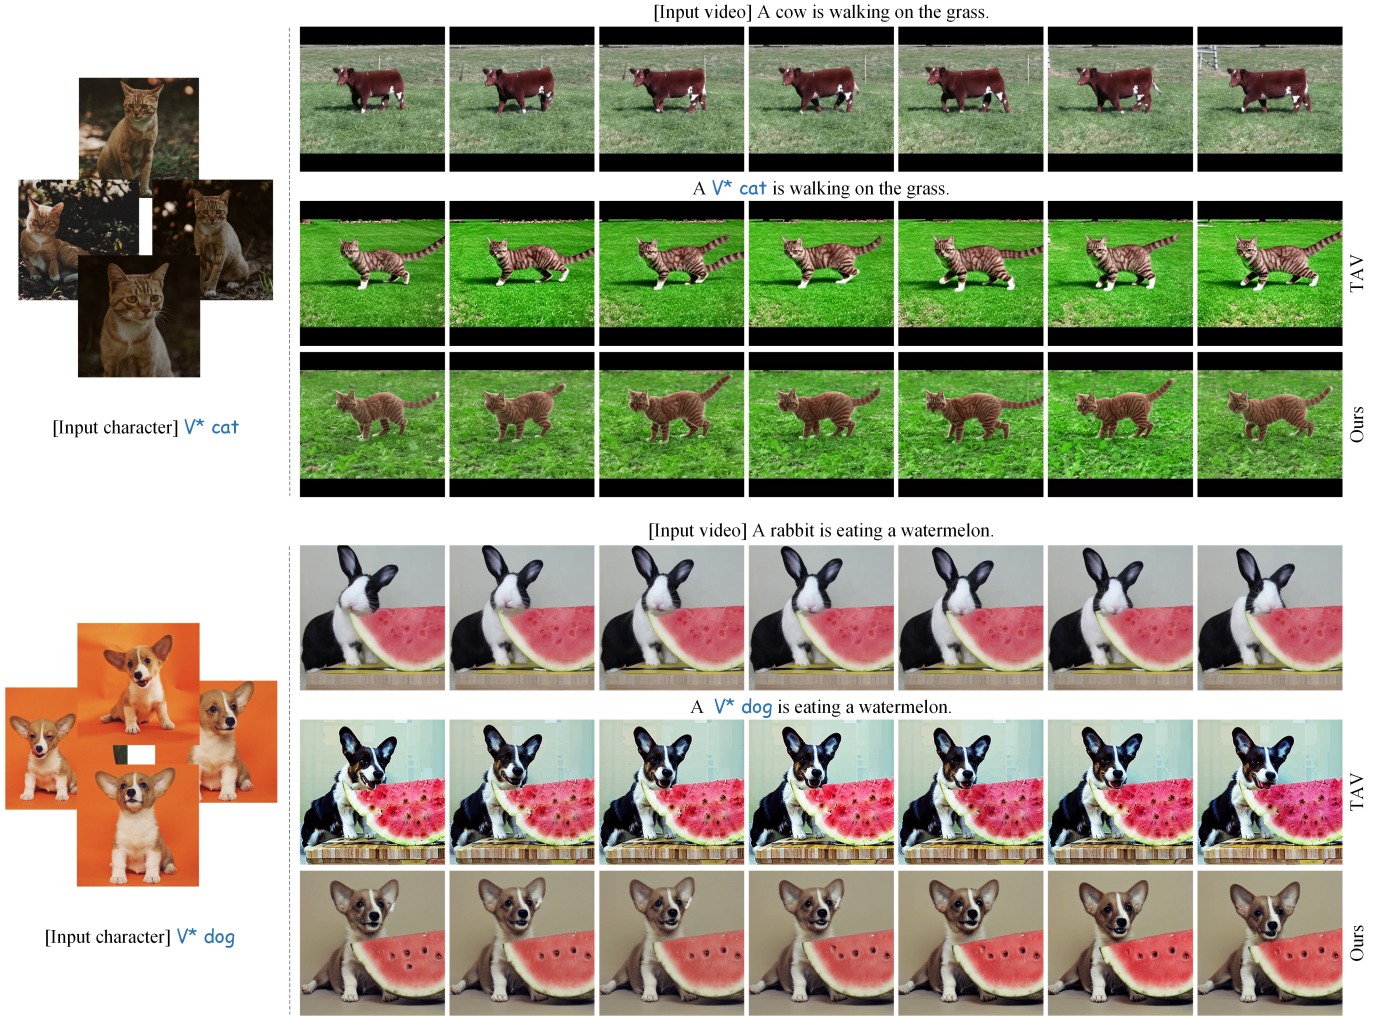 [Input video] A cow is walking on the grass.
A V* cat is walking on the grass.
TAV
Ours
[Input character] V* cat
[Input video] A rabbit is eating a watermelon.
A V* dog is eating a watermelon.
TAV
Ours
[Input character] V* dog